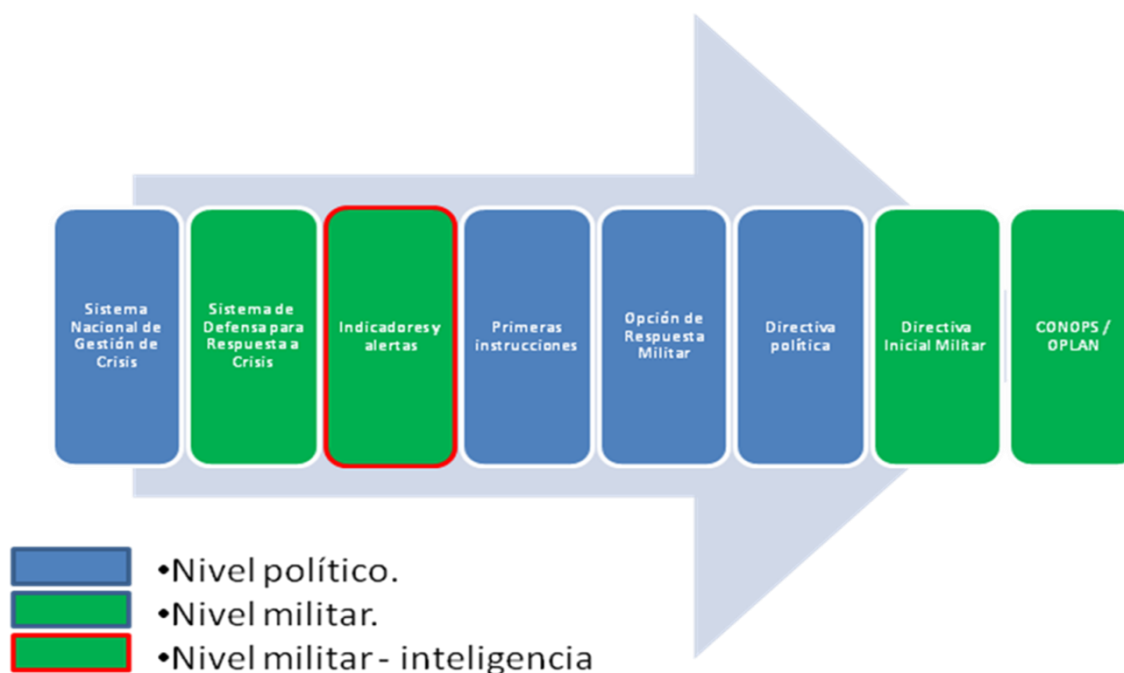 Sistema
Nacional de
Gestión de
Crisis
Sistema de
Defensa para
Respuesta a
Crisis
Indicadores y
alertas
Primeras
instrucciones
Opción de
Respuesta
Militar
Directiva
política
Directiva
Inicial Militar
CONOPS /
OPLAN
•Nivel político.
•Nivel militar.
•Nivel militar - inteligencia